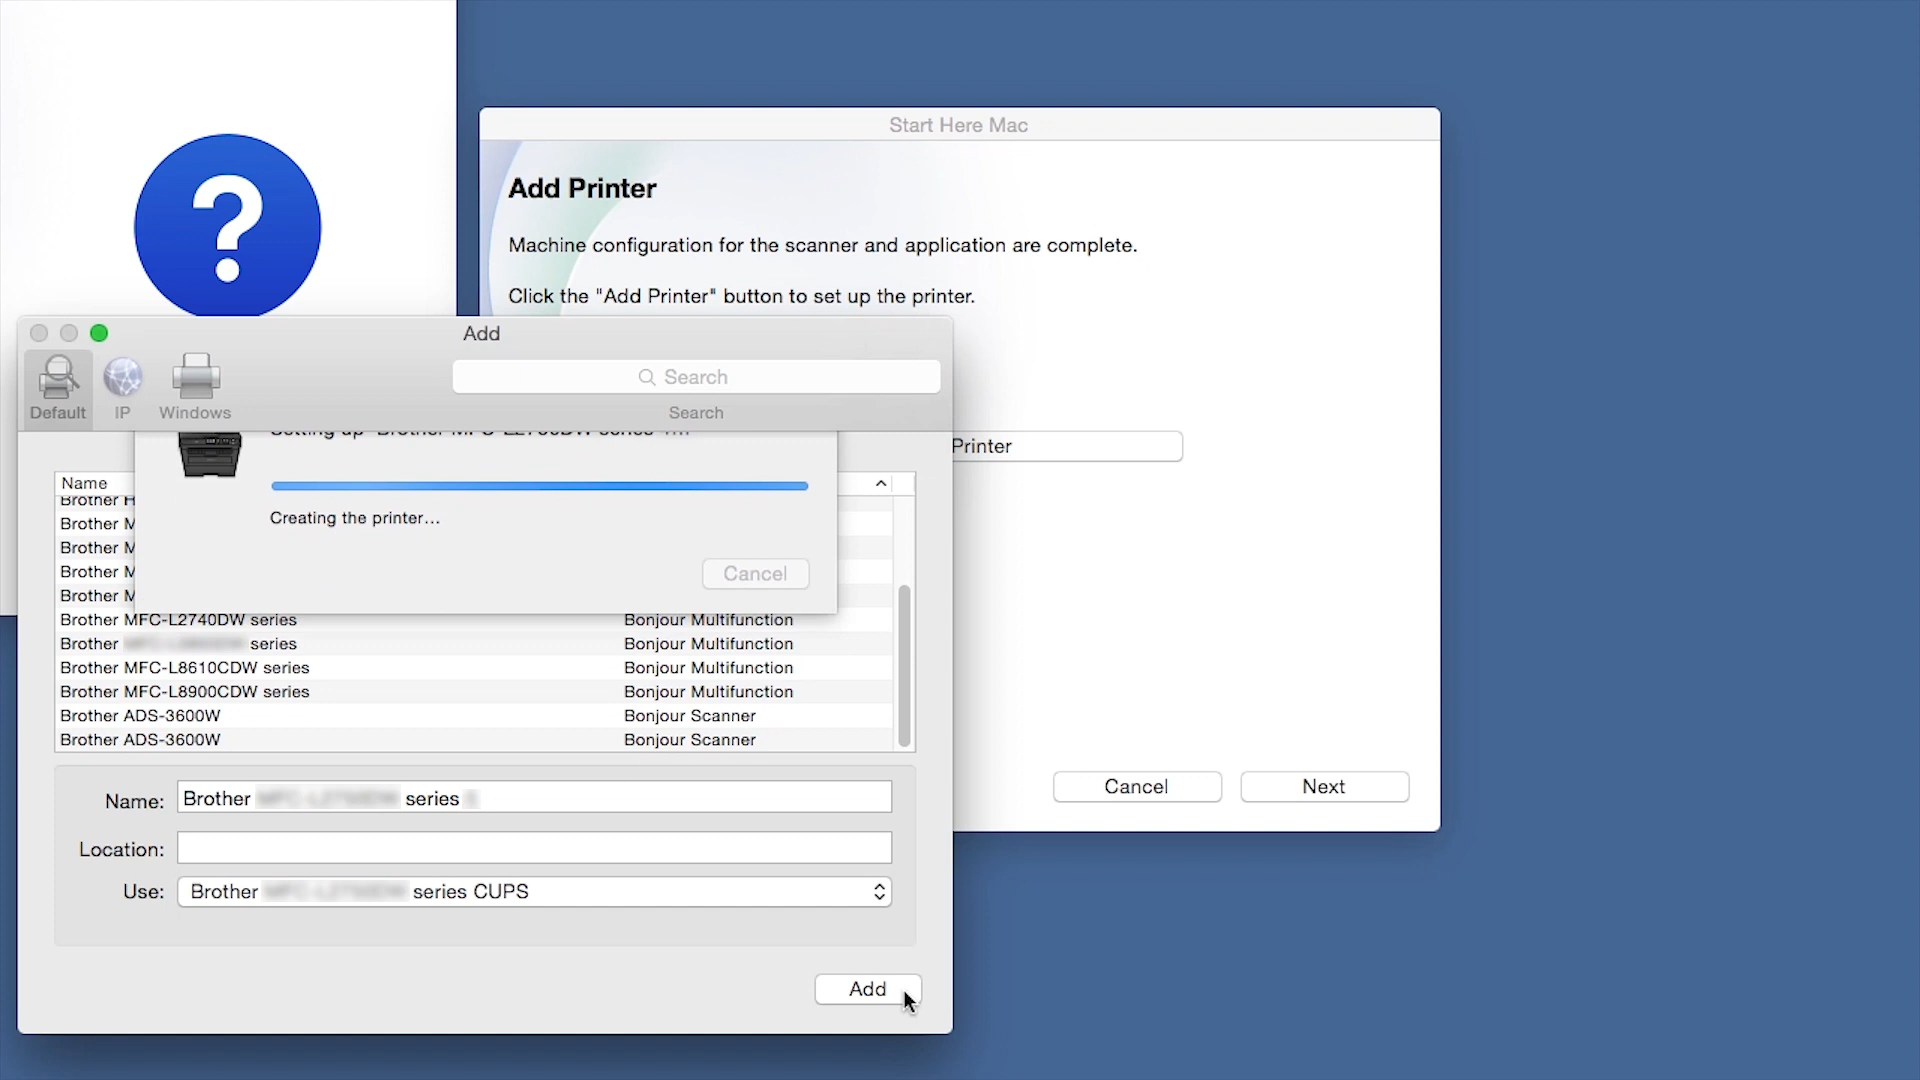 Start Here Mac
Add Printer
Machine configuration for the scanner and application are complete.
Click the "Add Printer" button to set up the printer.
Printer
Cancel
Next
?
Add
Default
IP
Windows
Search
Search
Creating the printer...
Cancel
Name
Brother H
Brother M
Brother M
Brother M
Brother M
Brother MFC-L2740DW series Bonjour Multifunction
Brother series Bonjour Multifunction
Brother MFC-L8610CDW series Bonjour Multifunction
Brother MFC-L8900CDW series Bonjour Multifunction
Brother ADS-3600W Bonjour Scanner
Brother ADS-3600W Bonjour Scanner
Name: Brother series
Location:
Use: Brother series CUPS
Add